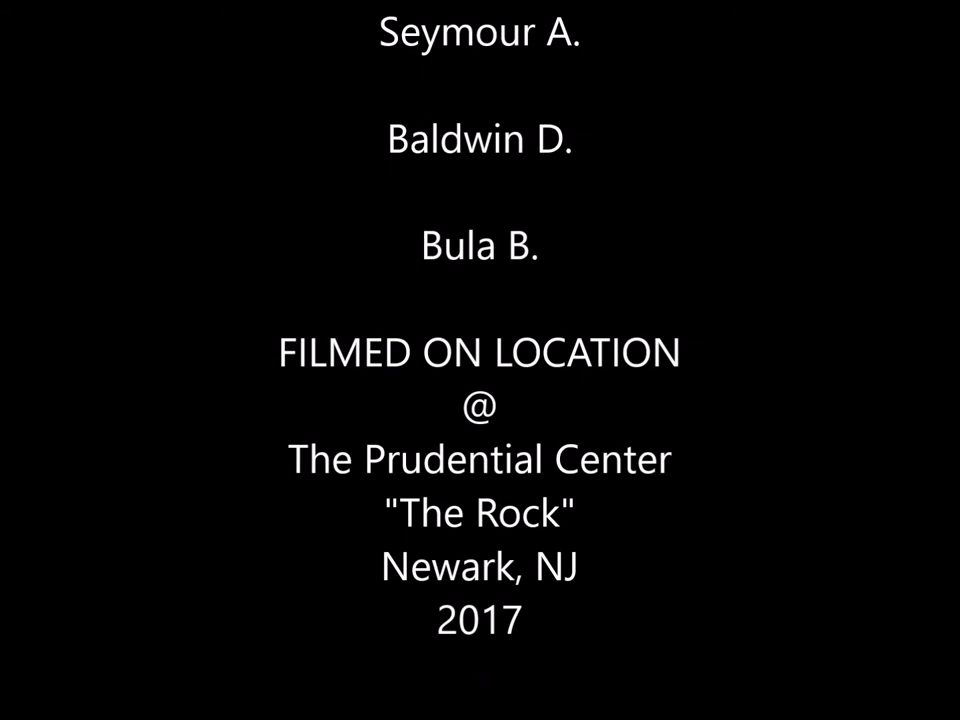 Seymour A.
Baldwin D.
Bula B.
FILMED ON LOCATION
@
The Prudential Center
"The Rock"
Newark, NJ
2017